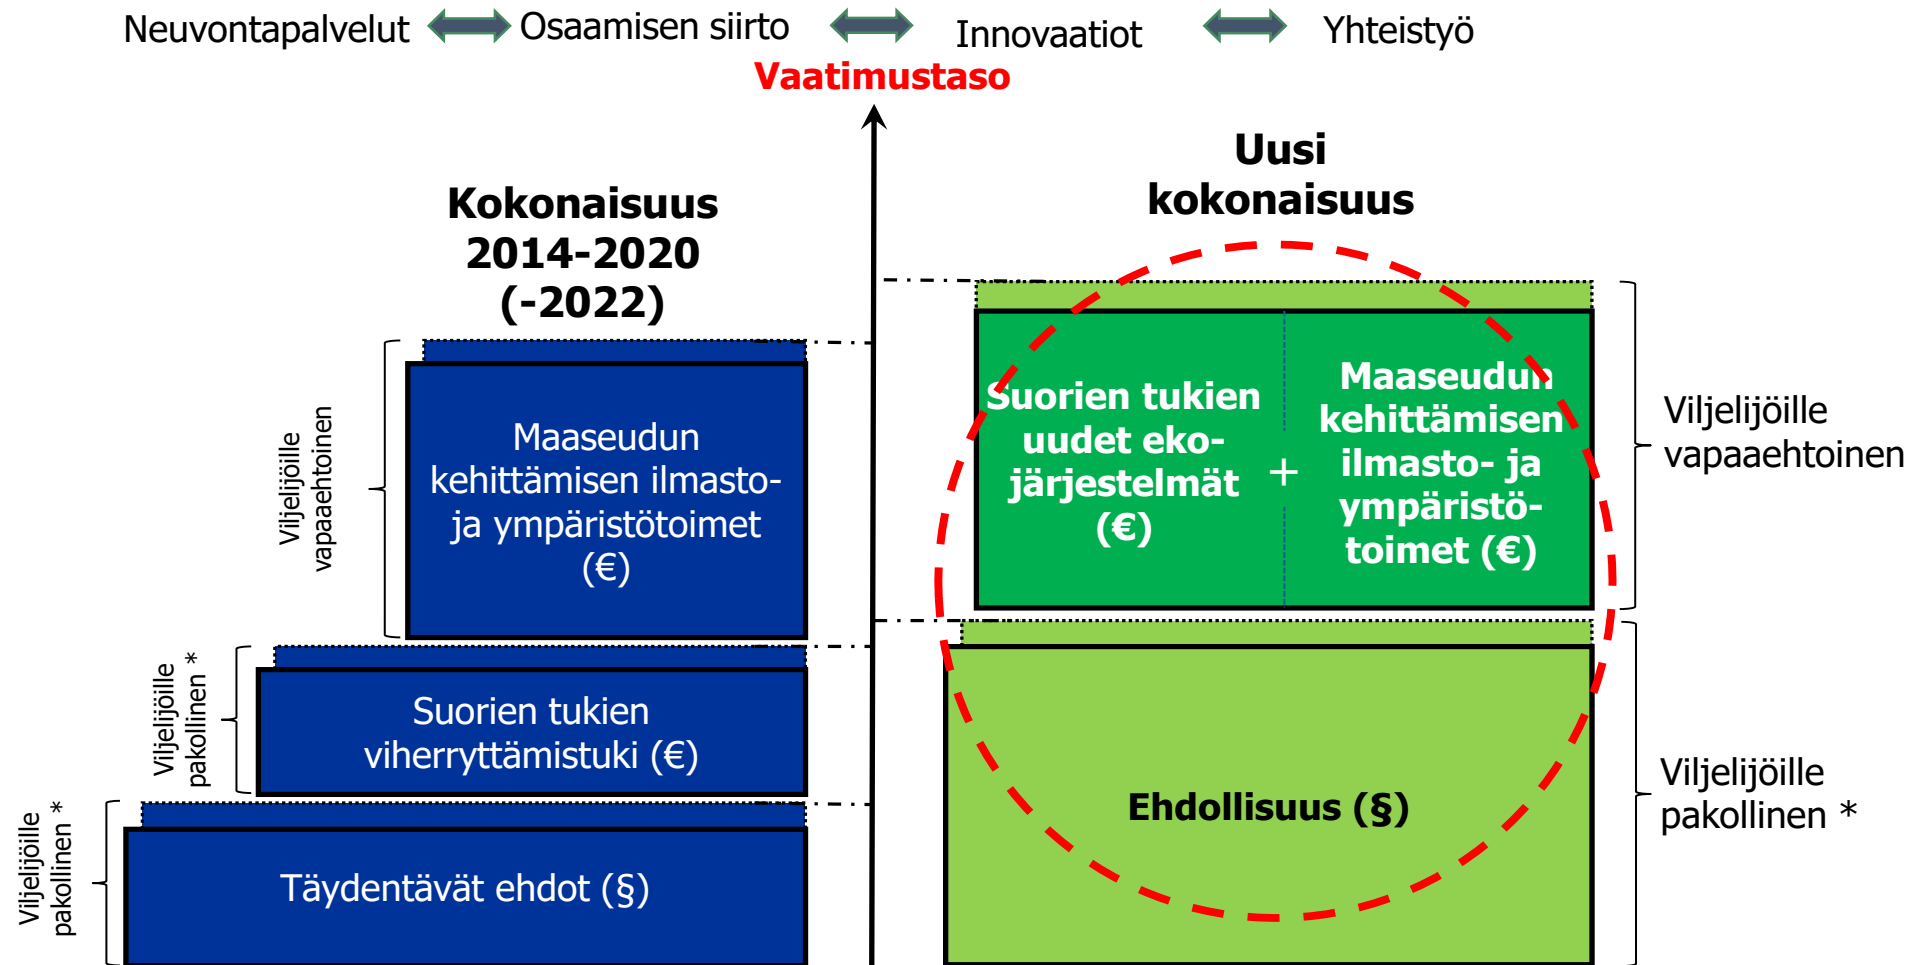 Neuvontapalvelut Osaamisen siirto Innovaatiot Yhteistyö
Vaatimustaso
Kokonaisuus
2014-2020
(-2022)
Uusi
kokonaisuus
Viljelijöille
vapaaehtoinen
Maaseudun
kehittämisen ilmasto-
ja ympäristötoimet
(€)
Viljelijöille
pakollinen *
Suorien tukien
viherryttämistuki (€)
Viljelijöille
pakollinen *
Täydentävät ehdot (§)
Suorien tukien
uudet eko-
järjestelmät
(€)
+
Maaseudun
kehittämisen
ilmasto- ja
ympäristö-
toimet (€)
Viljelijöille
vapaaehtoinen
Ehdollisuus (§)
Viljelijöille
pakollinen *